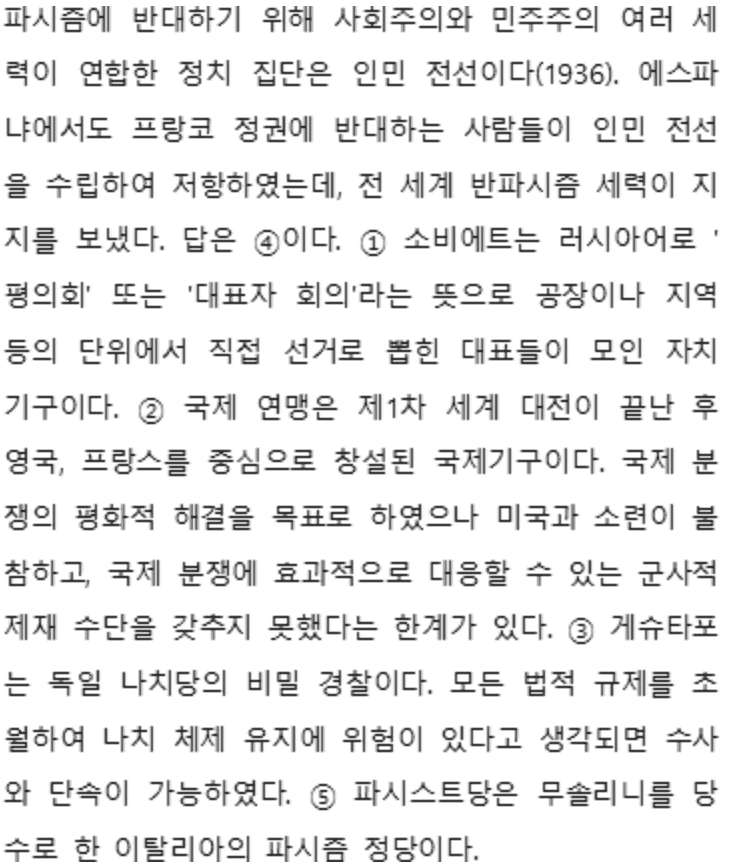 파시즘에 반대하기 위해 사회주의와 민주주의 여러 세
력이 연합한 정치 집단은 인민 전선이다(1936). 에스파
냐에서도 프랑코 정권에 반대하는 사람들이 인민 전선
을 수립하여 저항하였는데, 전 세계 반파시즘 세력이 지
지를 보냈다. 답은 ④이다. ① 소비에트는 러시아어로 '
평의회' 또는 '대표자 회의'라는 뜻으로 공장이나 지역
등의 단위에서 직접 선거로 뽑힌 대표들이 모인 자치
기구이다. ② 국제 연맹은 제1차 세계 대전이 끝난 후
영국, 프랑스를 중심으로 창설된 국제기구이다. 국제 분
쟁의 평화적 해결을 목표로 하였으나 미국과 소련이 불
참하고, 국제 분쟁에 효과적으로 대응할 수 있는 군사적
제재 수단을 갖추지 못했다는 한계가 있다. ③ 게슈타포
는 독일 나치당의 비밀 경찰이다. 모든 법적 규제를 초
월하여 나치 체제 유지에 위험이 있다고 생각되면 수사
와 단속이 가능하였다. ⑤ 파시스트당은 무솔리니를 당
수로 한 이탈리아의 파시즘 정당이다.